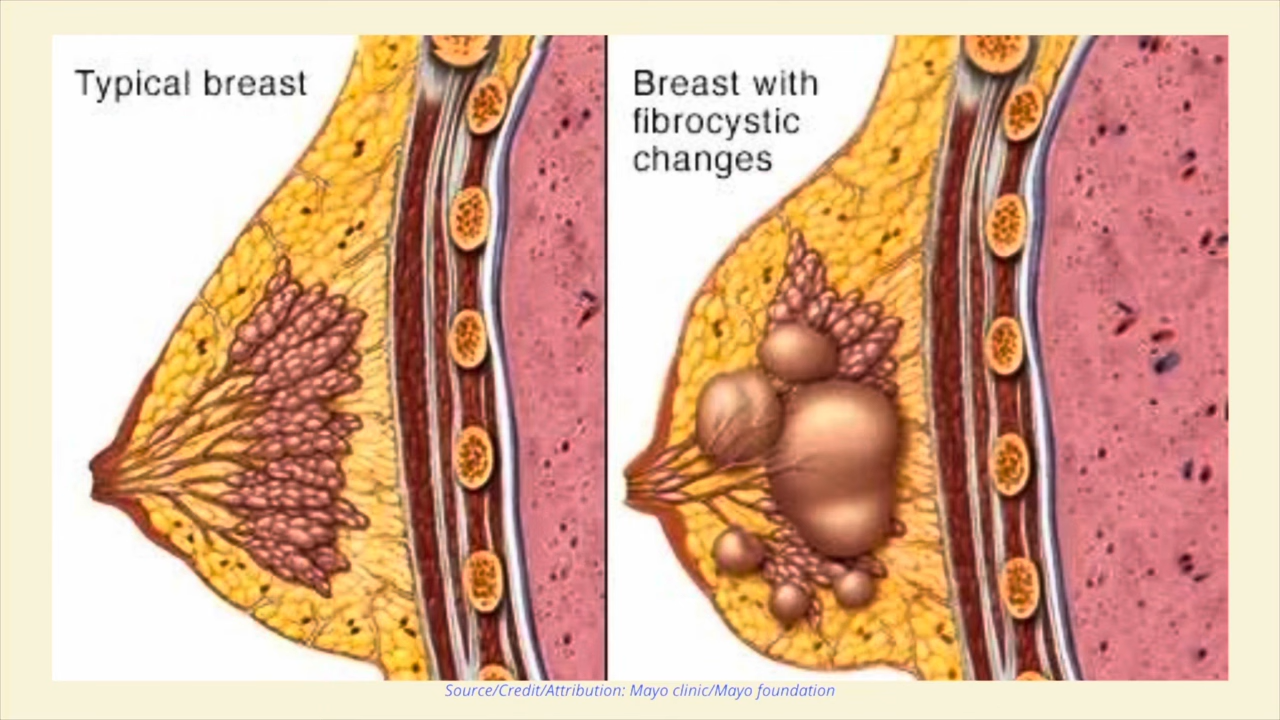 Typical breast
Breast with
fibrocystic
changes
Source/Credit/Attribution: Mayo clinic/Mayo foundation